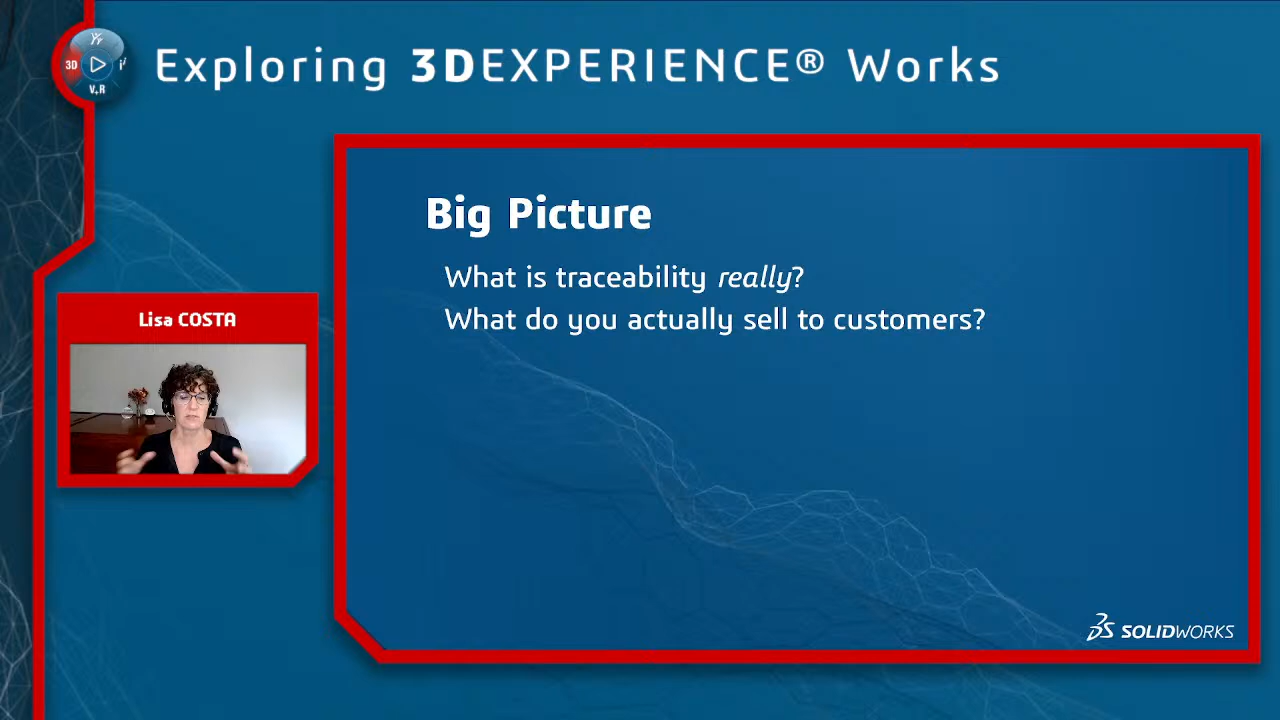 3D
V,R
Exploring 3DEXPERIENCE® Works
Big Picture
What is traceability really?
What do you actually sell to customers?
Lisa COSTA
SOLIDWORKS